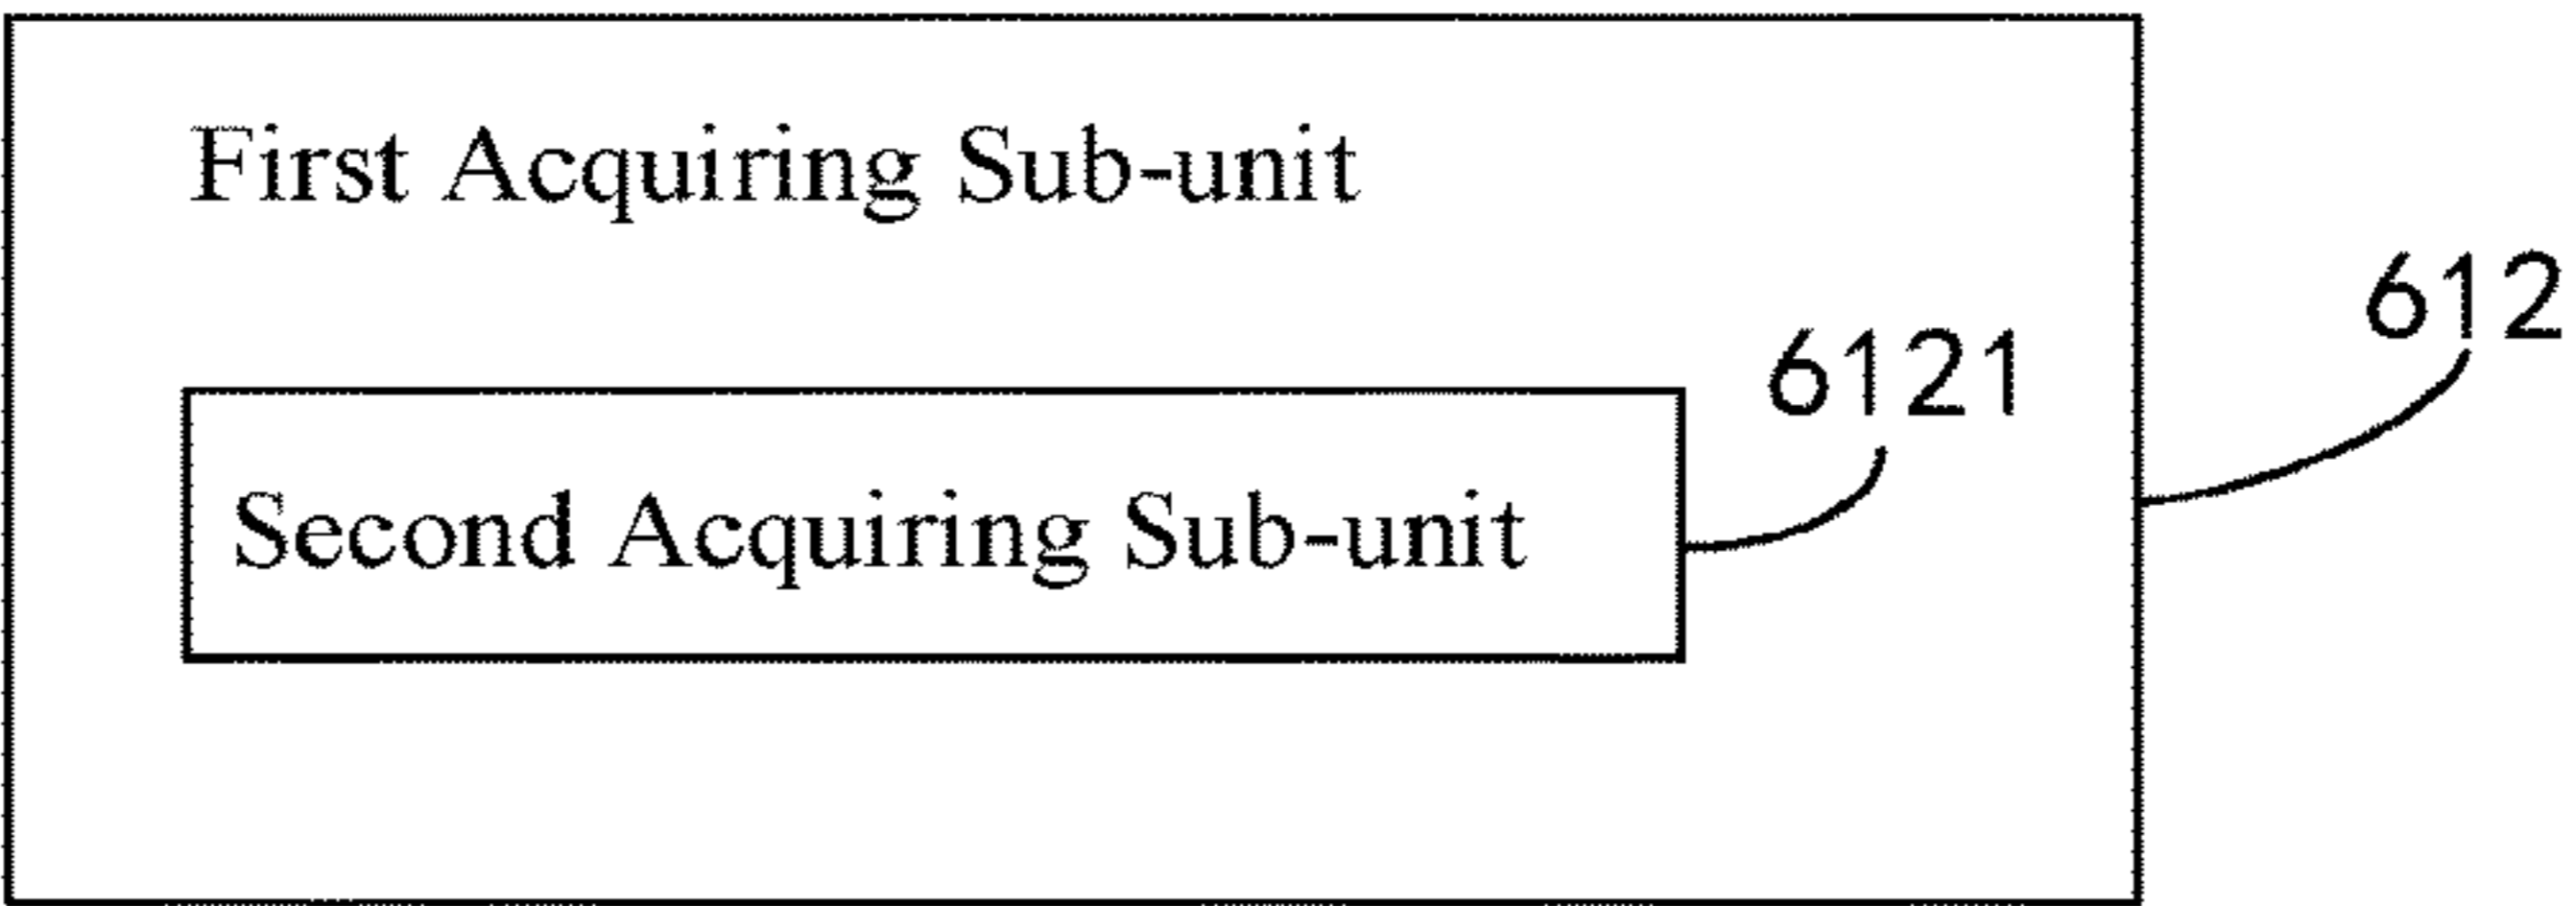 First Acquiring Sub-unit
612
6121
Second Acquiring Sub-unit